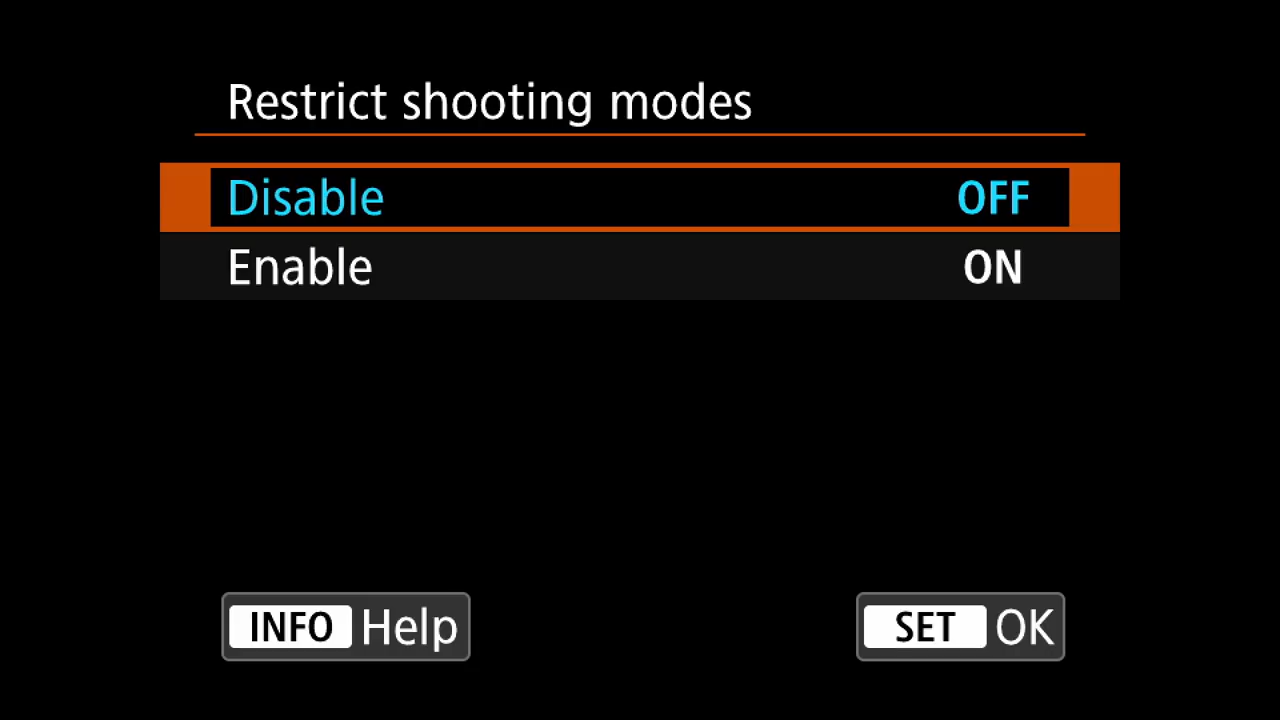 Restrict shooting modes
Disable OFF
Enable ON
INFO Help SET OK